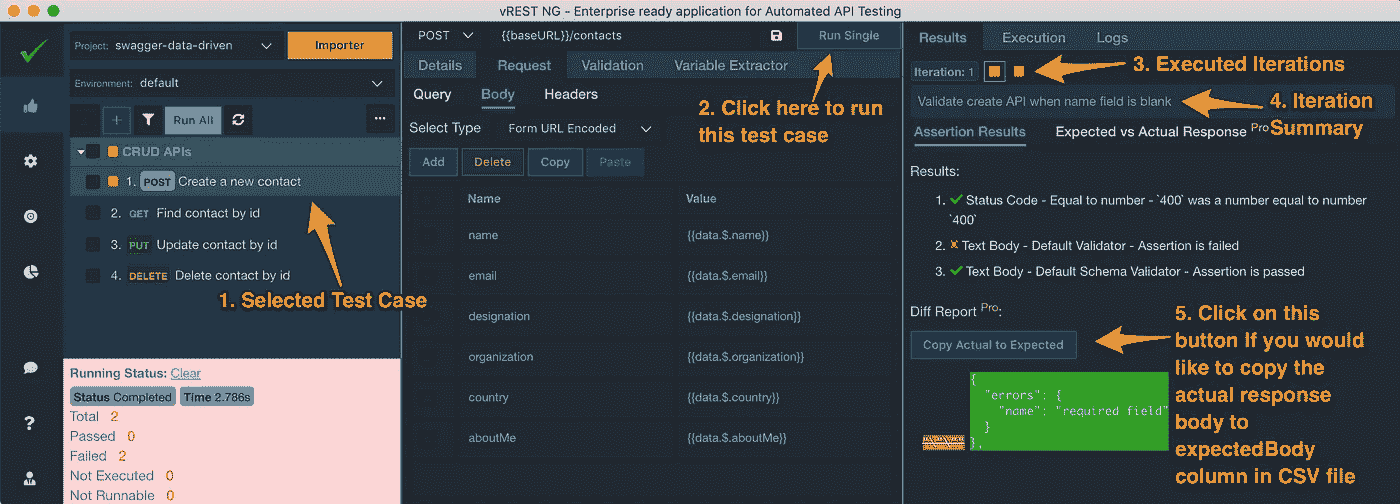 vREST NG - Enterprise ready application for Automated API Testing
Project: swagger-data-driven
Importer
Environment: default
Run All
CRUD APIs
1. POST Create a new contact
2. GET Find contact by id
3. PUT Update contact by id
4. DELETE Delete contact by id
1. Selected Test Case
Running Status: Clear
Status Completed Time 2.786s
Total 2
Passed 0
Failed 2
Not Executed 0
Not Runnable 0
POST {{baseURL}}/contacts
Run Single
Details Request Validation Variable Extractor
Query Body Headers
2. Click here to run
this test case
Select Type Form URL Encoded
Add Delete Copy Paste
Name Value
name {{data.$.name}}
email {{data.$.email}}
designation {{data.$.designation}}
organization {{data.$.organization}}
country {{data.$.country}}
aboutMe {{data.$.aboutMe}}
Results Execution Logs
Iteration: 1
3. Executed Iterations
Validate create API when name field is blank
4. Iteration
Summary
Assertion Results Expected vs Actual Response Pro
Results:
1. Status Code - Equal to number - `400` was a number equal to number
`400`
2. Text Body - Default Validator - Assertion is failed
3. Text Body - Default Schema Validator - Assertion is passed
Diff Report Pro:
Copy Actual to Expected
5. Click on this
button If you would
like to copy the
actual response
body to
expectedBody
column in CSV file
{
"errors": {
"name": "required field"
}
},